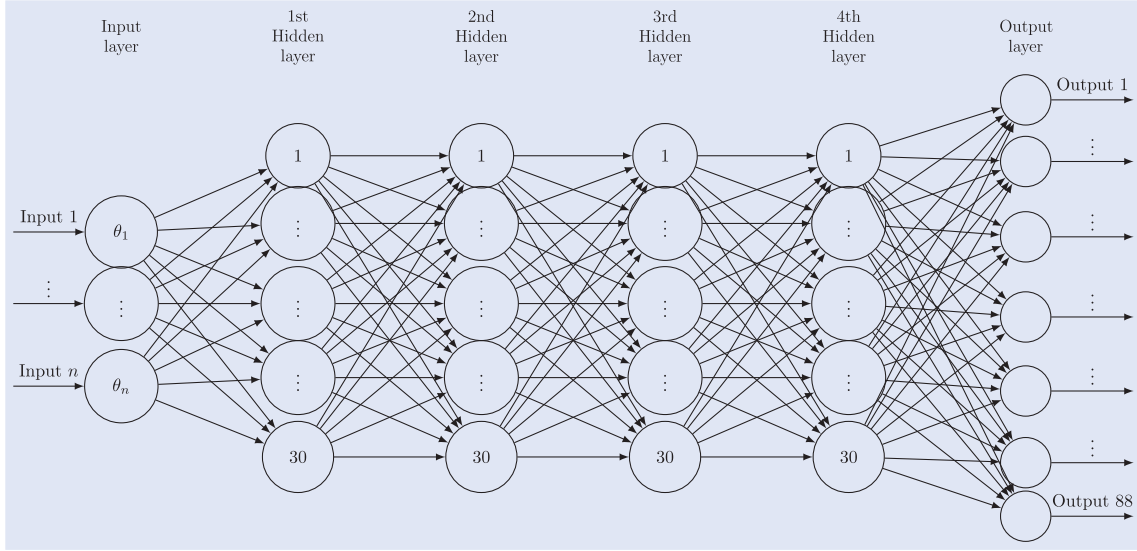 Input
layer
1st
Hidden
layer
2nd
Hidden
layer
3rd
Hidden
layer
4th
Hidden
layer
Output
layer
Input 1
⋮
Input n
θ₁
⋮
θₙ
1
⋮
⋮
⋮
30
1
⋮
⋮
⋮
30
1
⋮
⋮
⋮
30
1
⋮
⋮
⋮
30
Output 1
⋮
⋮
⋮
⋮
⋮
Output 88